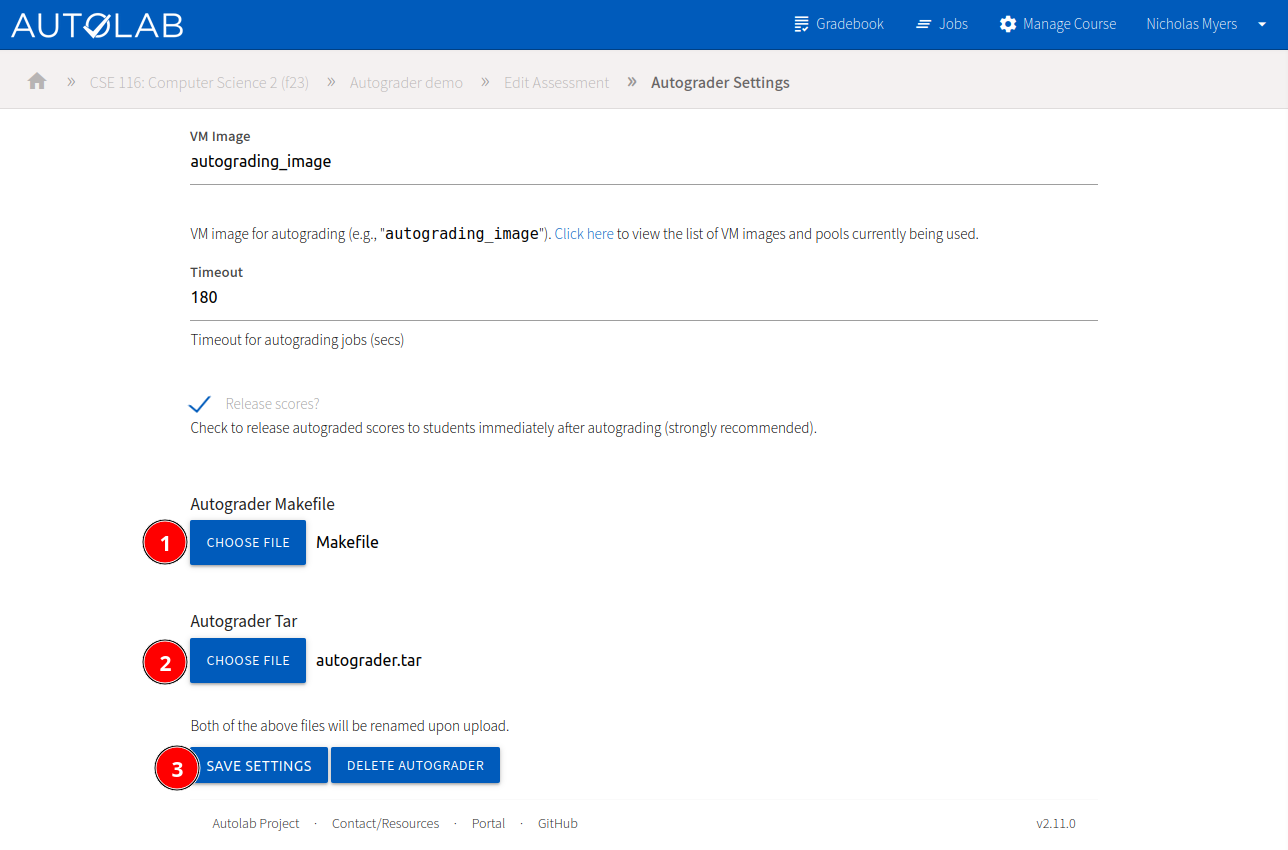 AUTOLAB Gradebook Jobs Manage Course Nicholas Myers
» CSE 116: Computer Science 2 (f23) » Autograder demo » Edit Assessment » Autograder Settings
VM Image
autograding_image
VM image for autograding (e.g., "autograding_image"). Click here to view the list of VM images and pools currently being used.
Timeout
180
Timeout for autograding jobs (secs)
Release scores?
Check to release autograded scores to students immediately after autograding (strongly recommended).
Autograder Makefile
1 CHOOSE FILE Makefile
Autograder Tar
2 CHOOSE FILE autograder.tar
Both of the above files will be renamed upon upload.
3 SAVE SETTINGS DELETE AUTOGRADER
Autolab Project · Contact/Resources · Portal · GitHub v2.11.0